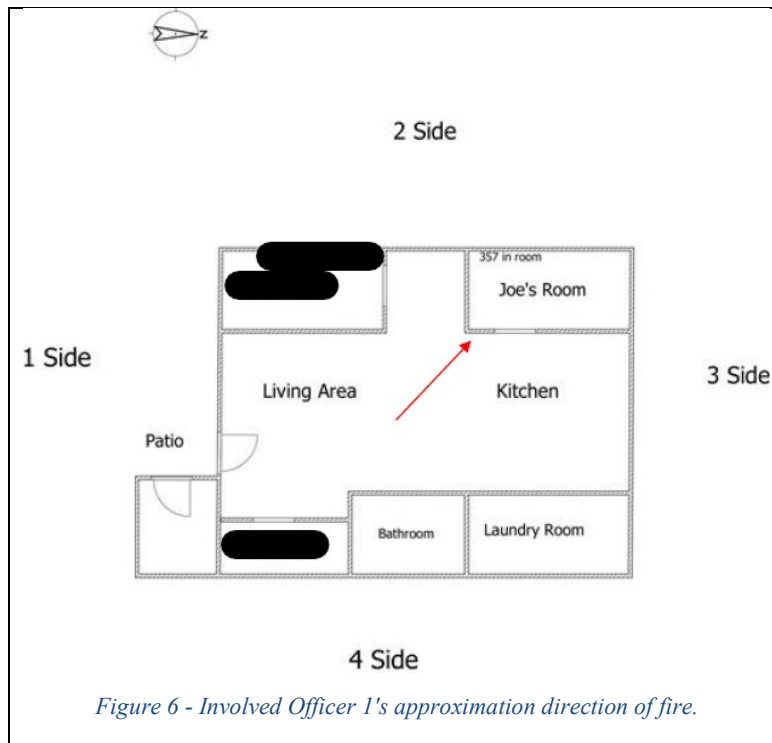 Z
2 Side
357 in room
Joe's Room
1 Side
3 Side
Living Area
Kitchen
Patio
Bathroom
Laundry Room
4 Side
Figure 6 - Involved Officer 1's approximation direction of fire.